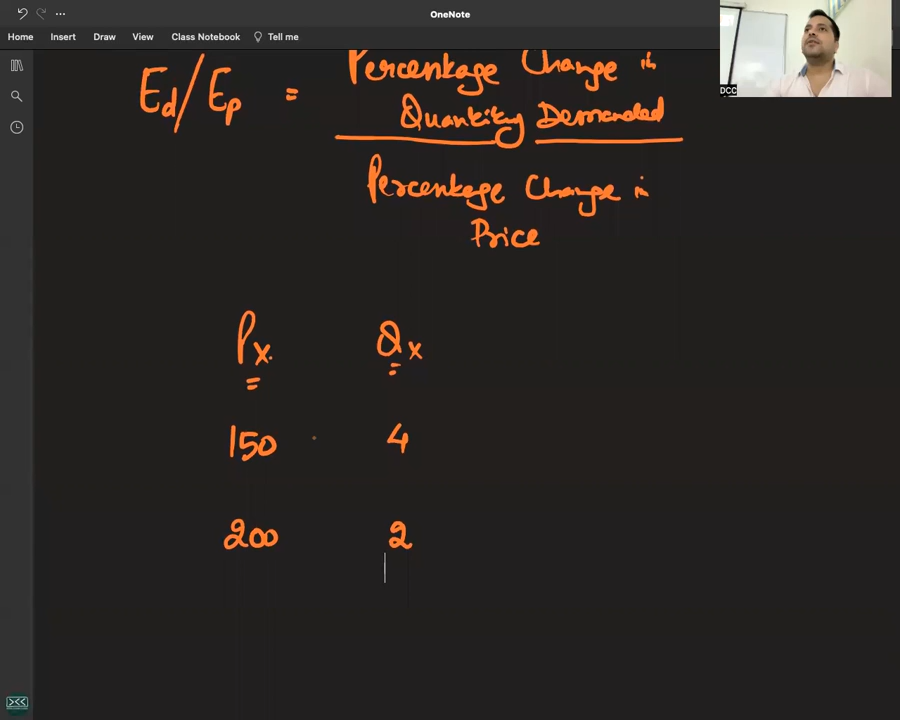 OneNote
Home Insert Draw View Class Notebook Tell me
DCC
Percentage Change in
Ed/Ep = Quantity Demanded
Percentage Change in
Price
Px Qx
150 4
200 2